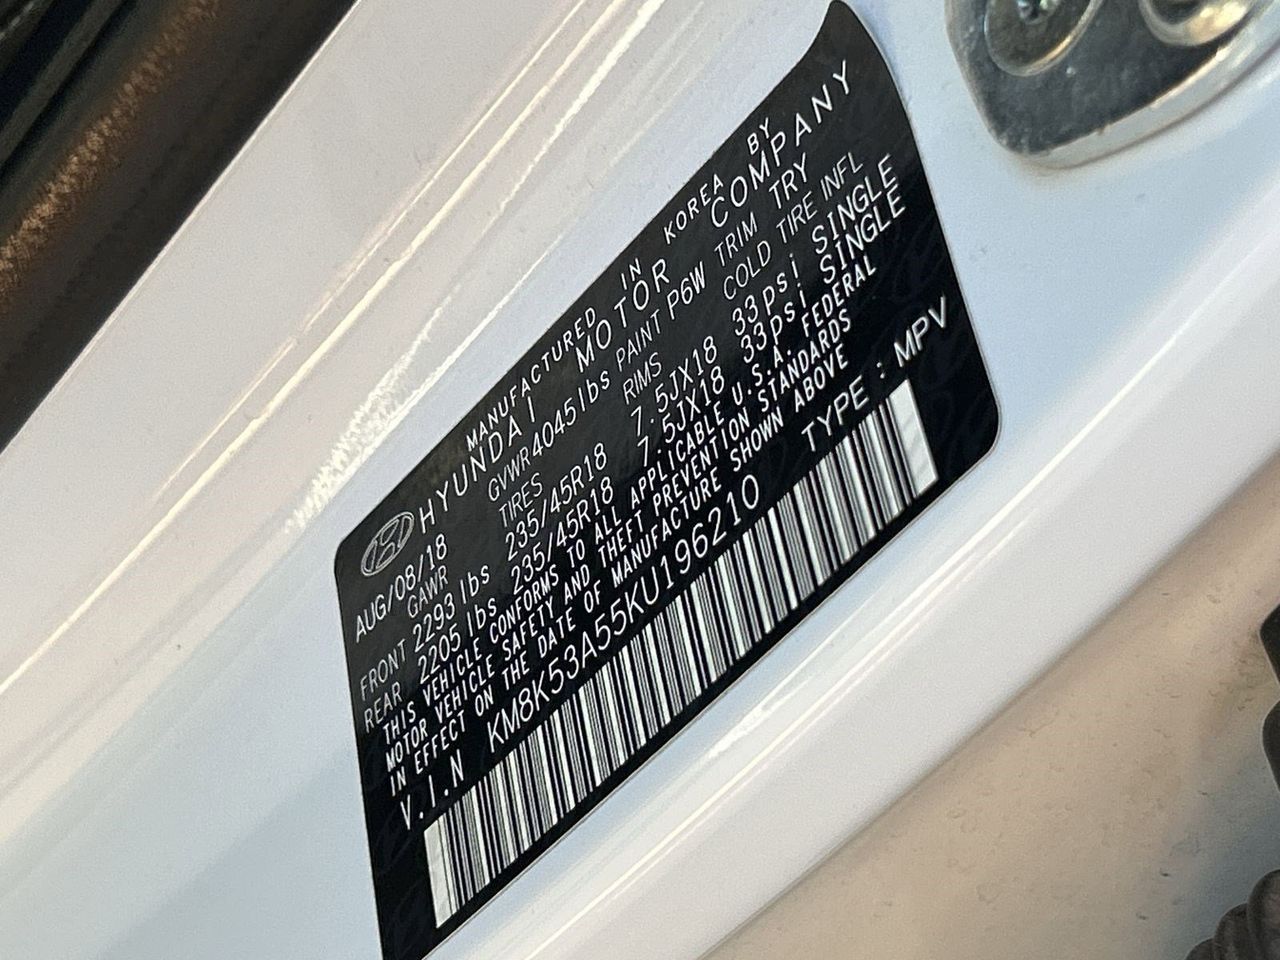 MANUFACTURED IN KOREA BY
HYUNDAI MOTOR COMPANY
AUG/08/18 GVWR 4045 lbs PAINT P6W TRIM TRY
GAWR TIRES RIMS COLD TIRE INFL
FRONT 2293 lbs 235/45R18 7.5JX18 33psi SINGLE
REAR 2205 lbs 235/45R18 7.5JX18 33psi SINGLE
THIS VEHICLE CONFORMS TO ALL APPLICABLE U.S.A. FEDERAL
MOTOR VEHICLE SAFETY AND THEFT PREVENTION STANDARDS
IN EFFECT ON THE DATE OF MANUFACTURE SHOWN ABOVE
V.I.N KM8K53A55KU196210 TYPE : MPV